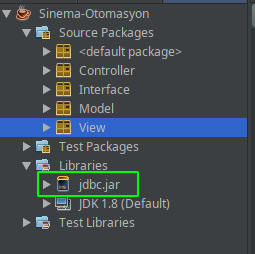 Sinema-Otomasyon
Source Packages
<default package>
Controller
Interface
Model
View
Test Packages
Libraries
jdbc.jar
JDK 1.8 (Default)
Test Libraries